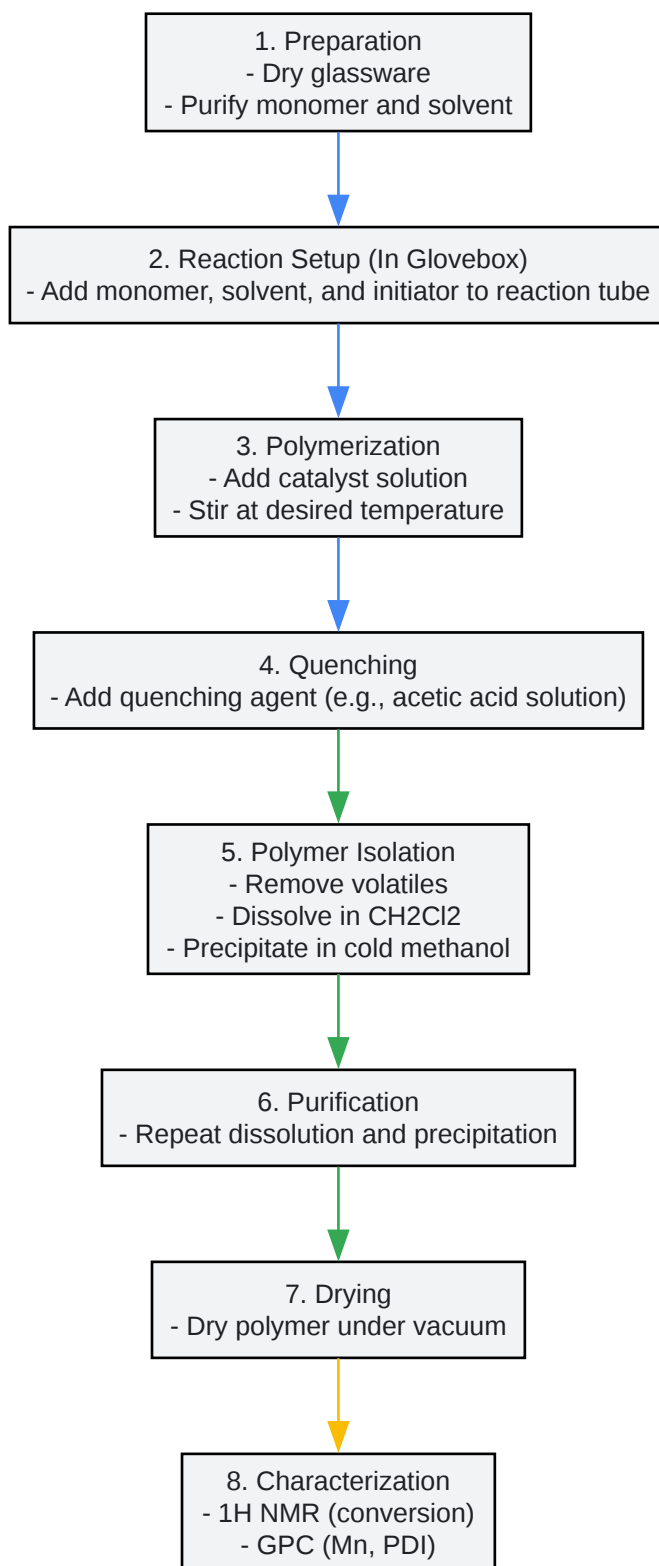 1. Preparation
- Dry glassware
- Purify monomer and solvent
2. Reaction Setup (In Glovebox)
- Add monomer, solvent, and initiator to reaction tube
3. Polymerization
- Add catalyst solution
- Stir at desired temperature
4. Quenching
- Add quenching agent (e.g., acetic acid solution)
5. Polymer Isolation
- Remove volatiles
- Dissolve in CH2Cl2
- Precipitate in cold methanol
6. Purification
- Repeat dissolution and precipitation
7. Drying
- Dry polymer under vacuum
8. Characterization
- 1H NMR (conversion)
- GPC (Mn, PDI)